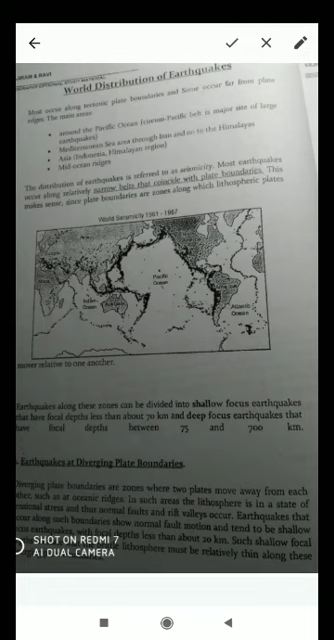 World Distribution of Earthquakes
Most occur along tectonic plate boundaries and Some occur far from plate
edges. The main areas:
• around the Pacific Ocean (circum-Pacific belt is major site of large
earthquakes)
• Mediterranean Sea area through Iran and on to the Himalayas
• Asia (Indonesia, Himalayan region)
• Mid-ocean ridges
The distribution of earthquakes is referred to as seismicity. Most earthquakes
occur along relatively narrow belts that coincide with plate boundaries. This
makes sense, since plate boundaries are zones along which lithospheric plates
World Seismicity 1961 - 1967
Pacific
Ocean
Indian
Ocean
Atlantic
Ocean
mover relative to one another.
Earthquakes along these zones can be divided into shallow focus earthquakes
that have focal depths less than about 70 km and deep focus earthquakes that
have focal depths between 75 and 700 km.
Earthquakes at Diverging Plate Boundaries.
Diverging plate boundaries are zones where two plates move away from each
other, such as at oceanic ridges. In such areas the lithosphere is in a state of
stress and thus normal faults and rift valleys occur. Earthquakes that
occur along such boundaries show normal fault motion and tend to be shallow
focus earthquakes, with focal depths less than about 20 km. Such shallow focal
SHOT ON REDMI 7
AI DUAL CAMERA
the lithosphere must be relatively thin along these